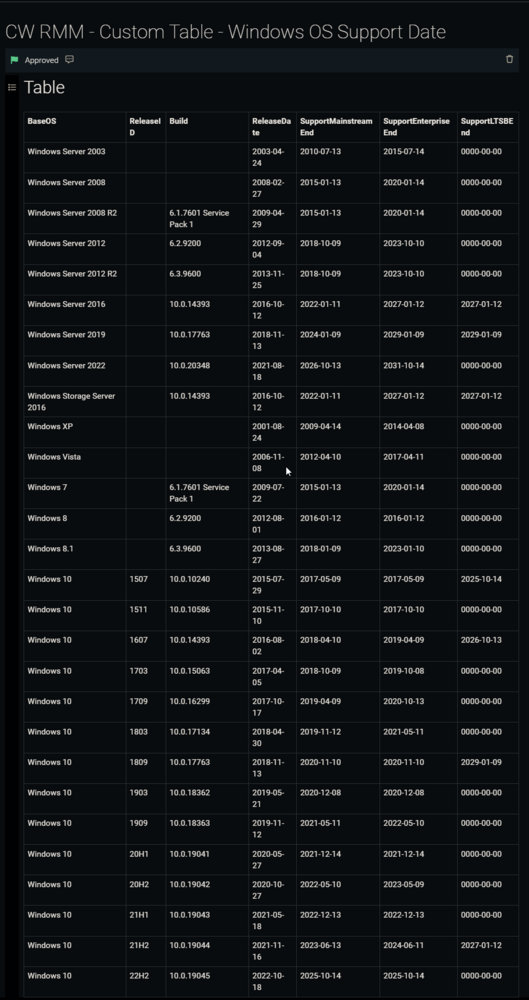 CW RMM - Custom Table - Windows OS Support Date
Approved
Table
BaseOS ReleaseID Build ReleaseDate SupportMainstreamEnd SupportEnterpriseEnd SupportLTSBEnd
Windows Server 2003 2003-04-24 2010-07-13 2015-07-14 0000-00-00
Windows Server 2008 2008-02-27 2015-01-13 2020-01-14 0000-00-00
Windows Server 2008 R2 6.1.7601 Service Pack 1 2009-04-29 2015-01-13 2020-01-14 0000-00-00
Windows Server 2012 6.2.9200 2012-09-04 2018-10-09 2023-10-10 0000-00-00
Windows Server 2012 R2 6.3.9600 2013-11-25 2018-10-09 2023-10-10 0000-00-00
Windows Server 2016 10.0.14393 2016-10-12 2022-01-11 2027-01-12 2027-01-12
Windows Server 2019 10.0.17763 2018-11-13 2024-01-09 2029-01-09 2029-01-09
Windows Server 2022 10.0.20348 2021-08-18 2026-10-13 2031-10-14 0000-00-00
Windows Storage Server 2016 10.0.14393 2016-10-12 2022-01-11 2027-01-12 2027-01-12
Windows XP 2001-08-24 2009-04-14 2014-04-08 0000-00-00
Windows Vista 2006-11-08 2012-04-10 2017-04-11 0000-00-00
Windows 7 6.1.7601 Service Pack 1 2009-07-22 2015-01-13 2020-01-14 0000-00-00
Windows 8 6.2.9200 2012-08-01 2016-01-12 2016-01-12 0000-00-00
Windows 8.1 6.3.9600 2013-08-27 2018-01-09 2023-01-10 0000-00-00
Windows 10 1507 10.0.10240 2015-07-29 2017-05-09 2017-05-09 2025-10-14
Windows 10 1511 10.0.10586 2015-11-10 2017-10-10 2017-10-10 0000-00-00
Windows 10 1607 10.0.14393 2016-08-02 2018-04-10 2019-04-09 2026-10-13
Windows 10 1703 10.0.15063 2017-04-05 2018-10-09 2019-10-08 0000-00-00
Windows 10 1709 10.0.16299 2017-10-17 2019-04-09 2020-10-13 0000-00-00
Windows 10 1803 10.0.17134 2018-04-30 2019-11-12 2021-05-11 0000-00-00
Windows 10 1809 10.0.17763 2018-11-13 2020-11-10 2020-11-10 2029-01-09
Windows 10 1903 10.0.18362 2019-05-21 2020-12-08 2020-12-08 0000-00-00
Windows 10 1909 10.0.18363 2019-11-12 2021-05-11 2022-05-10 0000-00-00
Windows 10 20H1 10.0.19041 2020-05-27 2021-12-14 2021-12-14 0000-00-00
Windows 10 20H2 10.0.19042 2020-10-27 2022-05-10 2023-05-09 0000-00-00
Windows 10 21H1 10.0.19043 2021-05-18 2022-12-13 2022-12-13 0000-00-00
Windows 10 21H2 10.0.19044 2021-11-16 2023-06-13 2024-06-11 2027-01-12
Windows 10 22H2 10.0.19045 2022-10-18 2025-10-14 2025-10-14 0000-00-00